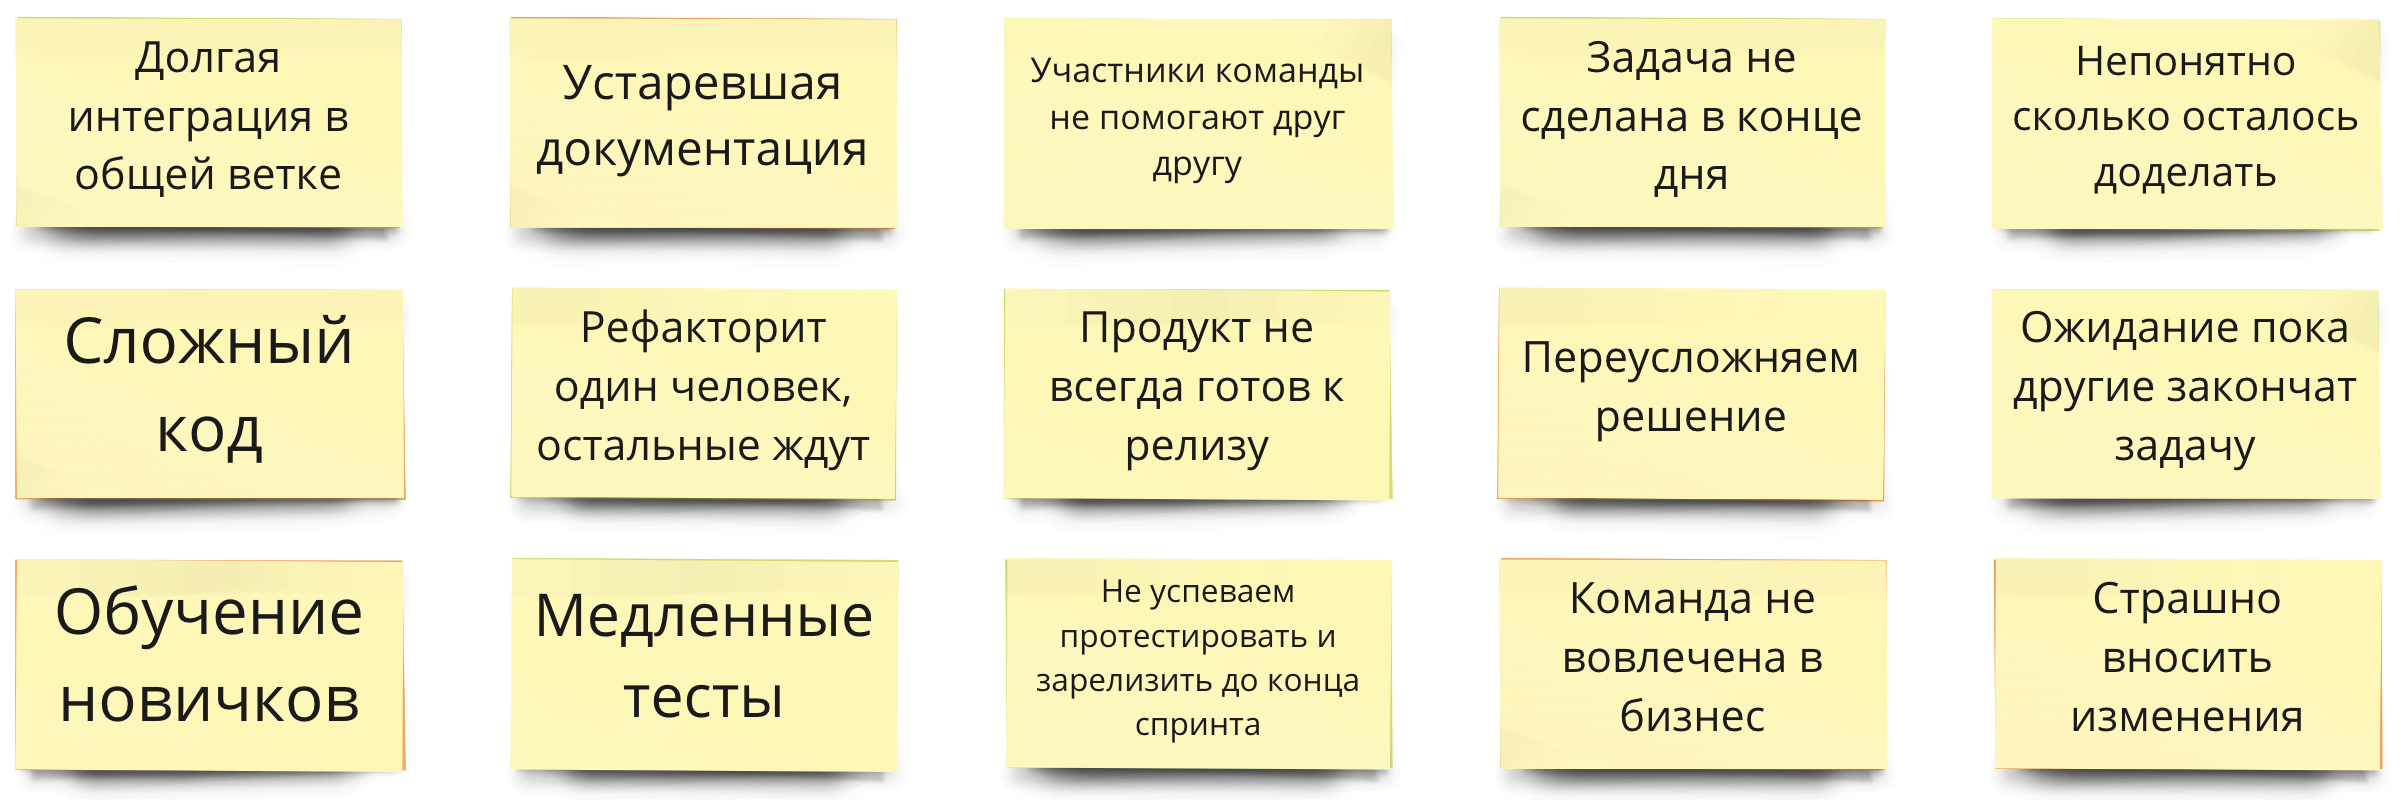 Долгая
интеграция в
общей ветке
Устаревшая
документация
Участники команды
не помогают друг
другу
Задача не
сделана в конце
дня
Непонятно
сколько осталось
доделать
Сложный
код
Рефакторит
один человек,
остальные ждут
Продукт не
всегда готов к
релизу
Переусложняем
решение
Ожидание пока
другие закончат
задачу
Обучение
новичков
Медленные
тесты
Не успеваем
протестировать и
зарелизить до конца
спринта
Команда не
вовлечена в
бизнес
Страшно
вносить
изменения